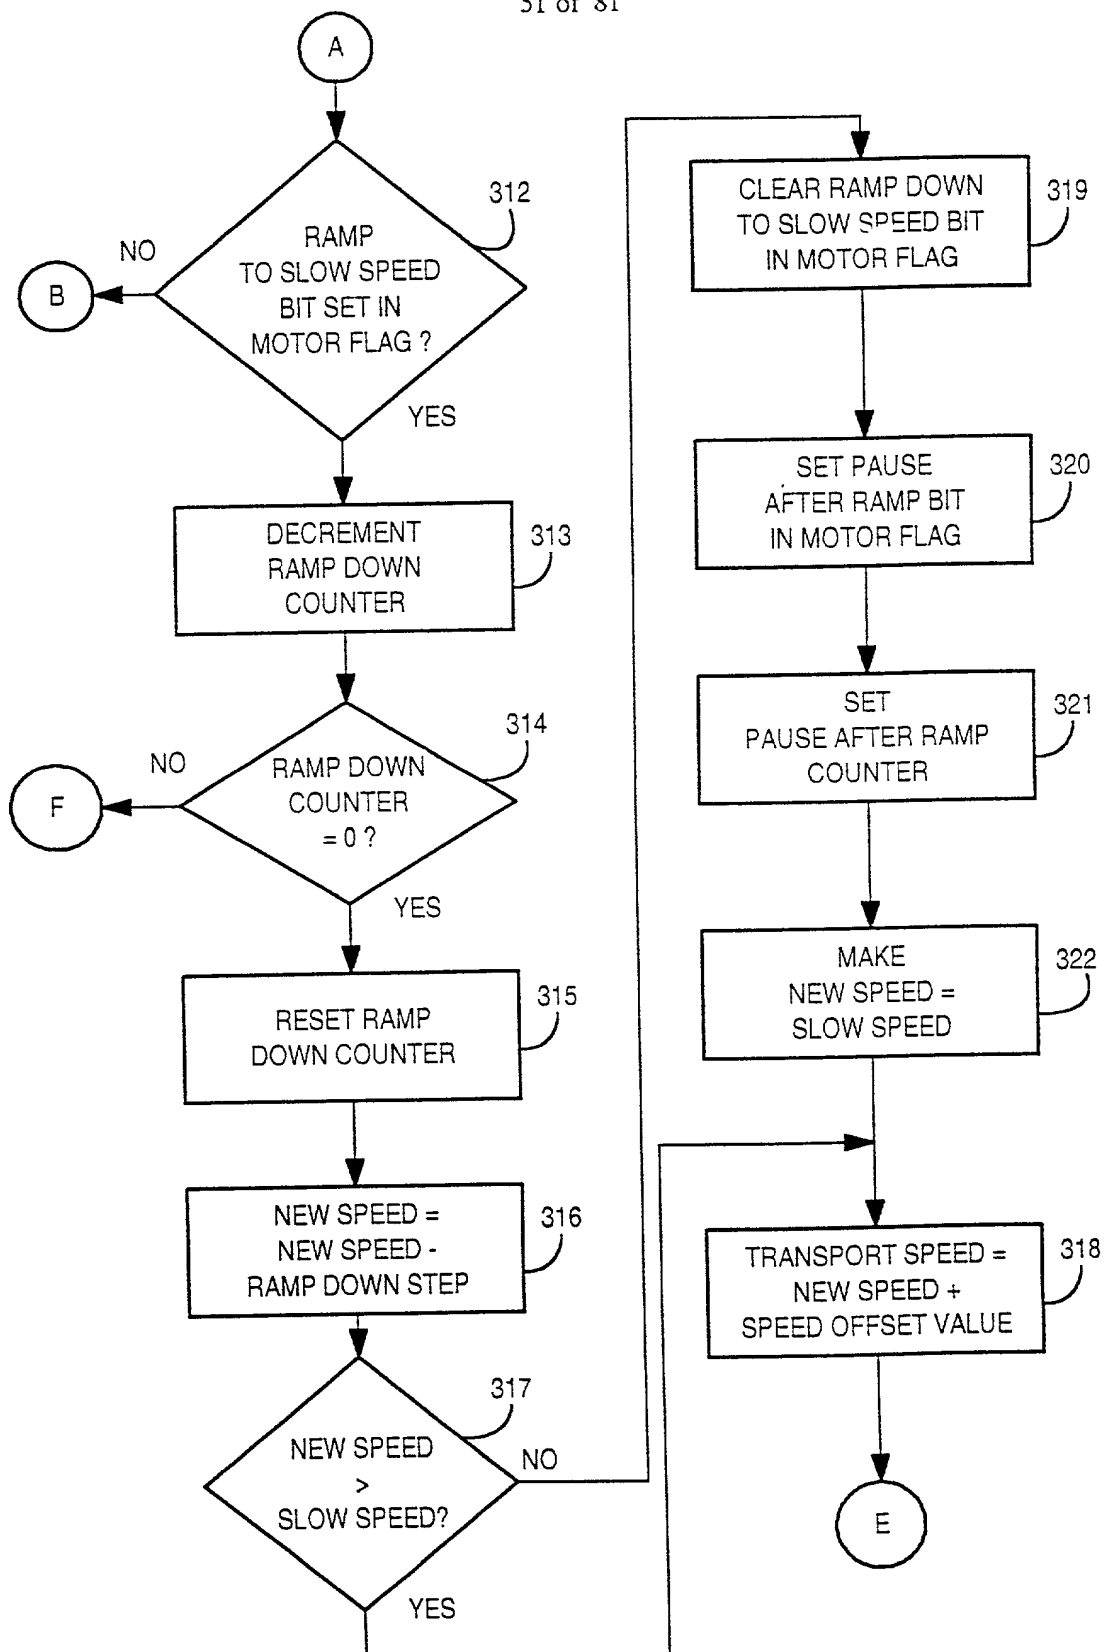 51 of 81
A
312
RAMP
TO SLOW SPEED
BIT SET IN
MOTOR FLAG ?
NO
B
YES
DECREMENT
RAMP DOWN
COUNTER
313
314
RAMP DOWN
COUNTER
= 0 ?
NO
F
YES
RESET RAMP
DOWN COUNTER
315
NEW SPEED =
NEW SPEED -
RAMP DOWN STEP
316
317
NEW SPEED
>
SLOW SPEED?
NO
YES
CLEAR RAMP DOWN
TO SLOW SPEED BIT
IN MOTOR FLAG
319
SET PAUSE
AFTER RAMP BIT
IN MOTOR FLAG
320
SET
PAUSE AFTER RAMP
COUNTER
321
MAKE
NEW SPEED =
SLOW SPEED
322
TRANSPORT SPEED =
NEW SPEED +
SPEED OFFSET VALUE
318
E